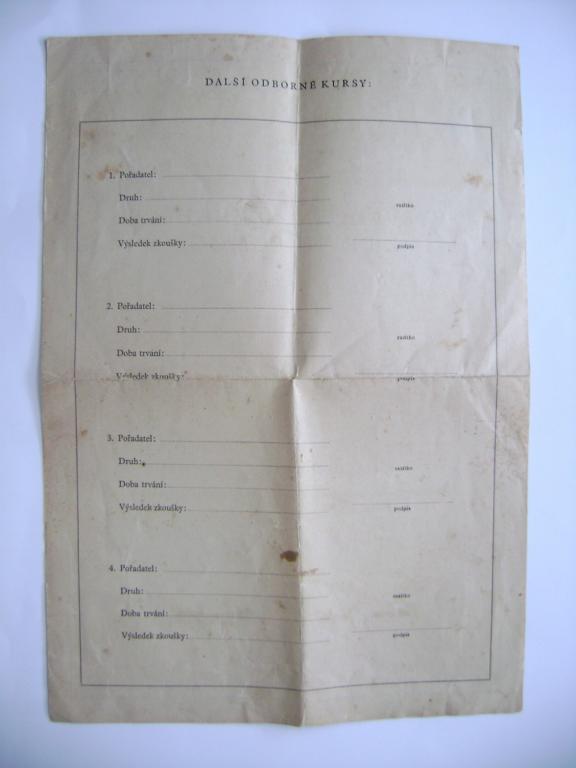 DALŠÍ ODBORNÉ KURSY:
1. Pořadatel:
Druh:
razítko
Doba trvání:
Výsledek zkoušky:
podpis
2. Pořadatel:
Druh:
razítko
Doba trvání:
Výsledek zkoušky:
podpis
3. Pořadatel:
Druh:
razítko
Doba trvání:
Výsledek zkoušky:
podpis
4. Pořadatel:
Druh:
razítko
Doba trvání:
Výsledek zkoušky:
podpis